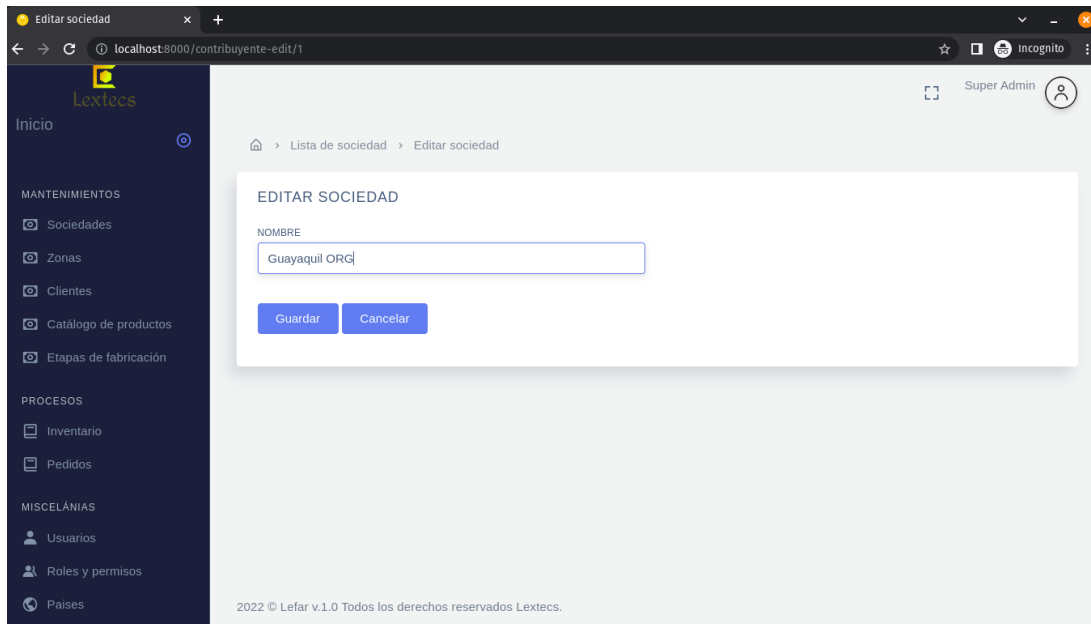 Editar sociedad
localhost:8000/contribuyente-edit/1
Incognito
Lextecs
Inicio
Super Admin
Lista de sociedad > Editar sociedad
MANTENIMIENTOS
Sociedades
Zonas
Clientes
Catálogo de productos
Etapas de fabricación
PROCESOS
Inventario
Pedidos
MISCELÁNIAS
Usuarios
Roles y permisos
Paises
EDITAR SOCIEDAD
NOMBRE
Guayaquil ORG
Guardar Cancelar
2022 © Lefar v.1.0 Todos los derechos reservados Lextecs.